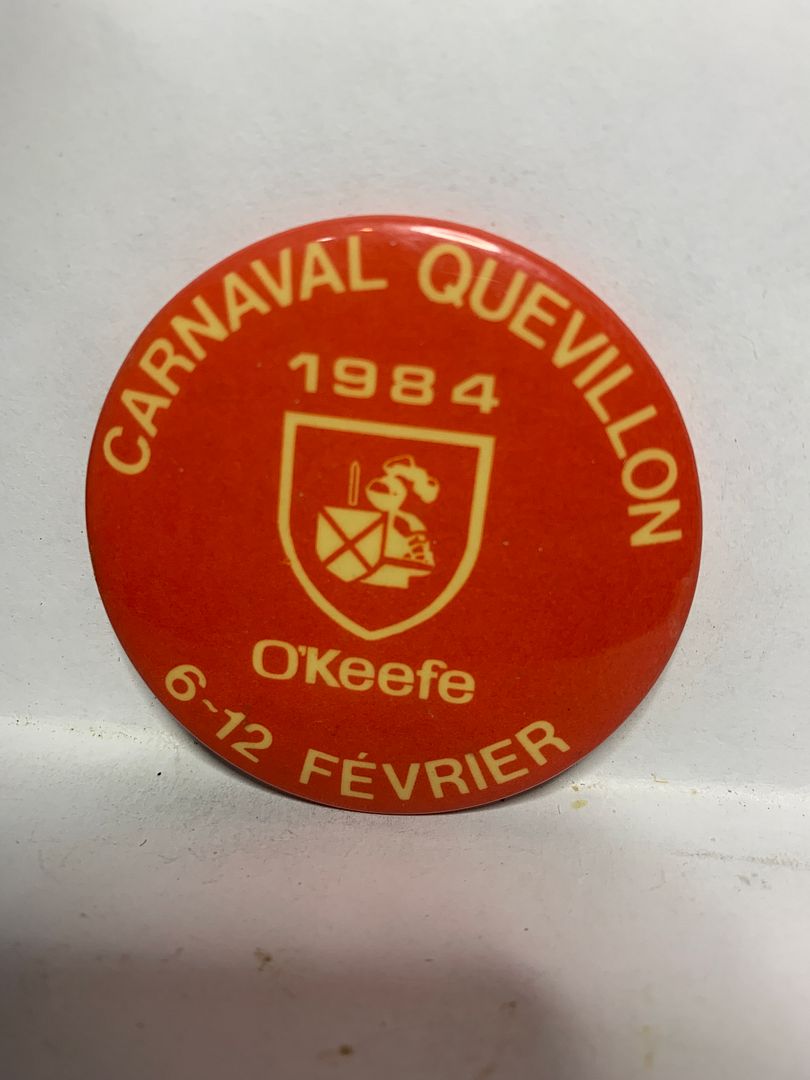 CARNAVAL QUEVILLON
1984
O'Keefe
6-12 FÉVRIER